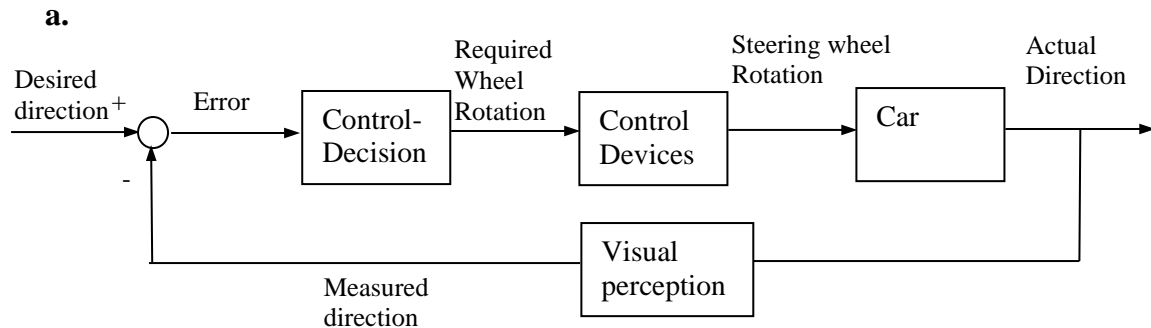 a.
Desired
direction +
Error
Control-
Decision
Required
Wheel
Rotation
Control
Devices
Steering wheel
Rotation
Car
Actual
Direction
-
Visual
perception
Measured
direction